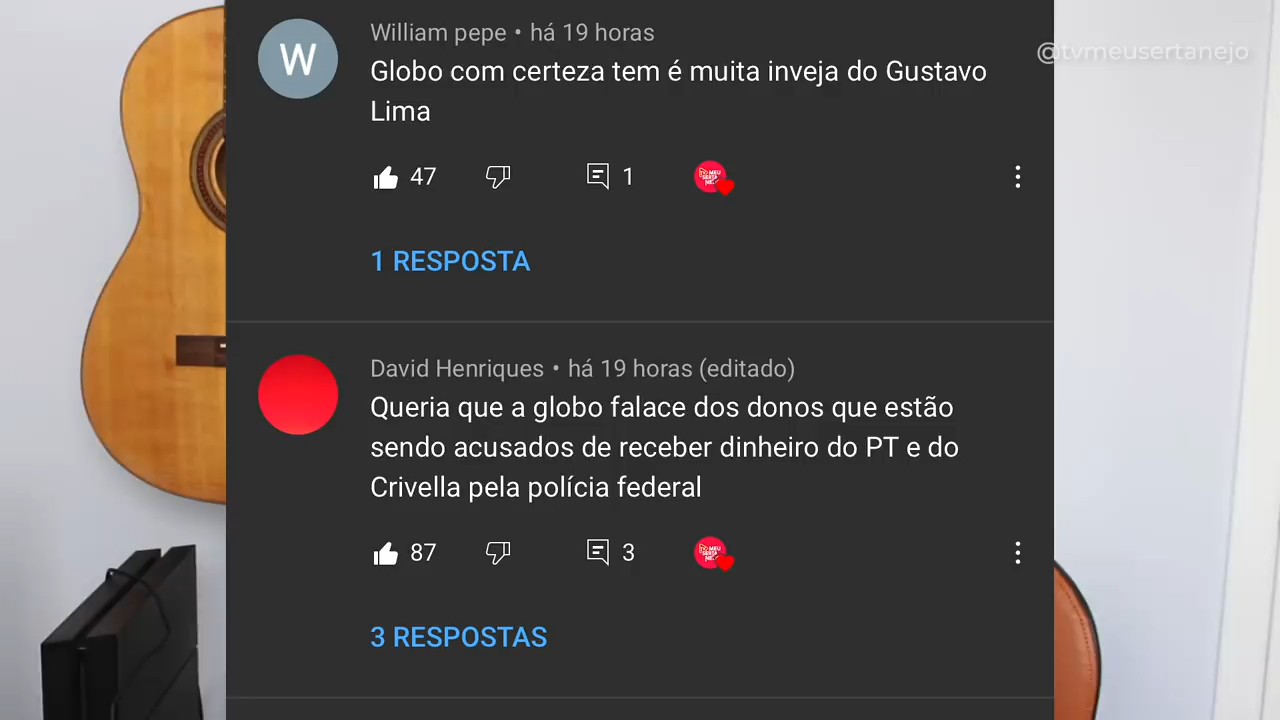 William pepe • há 19 horas
@tvmeusertanejo
W
Globo com certeza tem é muita inveja do Gustavo
Lima
47
1
MEU
1 RESPOSTA
David Henriques • há 19 horas (editado)
Queria que a globo falace dos donos que estão
sendo acusados de receber dinheiro do PT e do
Crivella pela polícia federal
87
3
MEU
3 RESPOSTAS